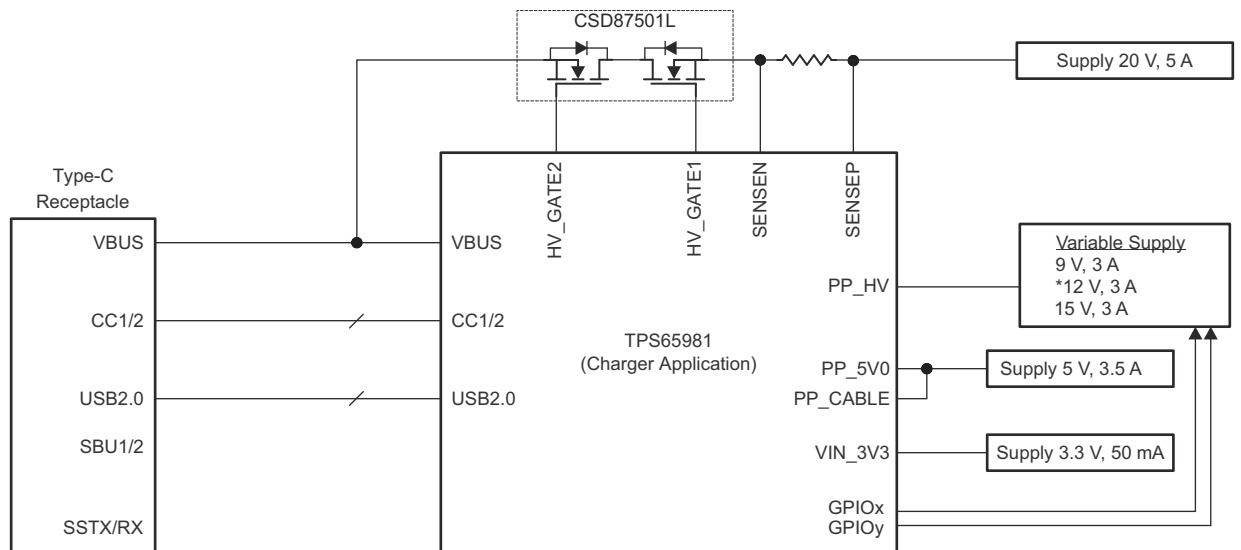 CSD87501L
Supply 20 V, 5 A
HV_GATE2
HV_GATE1
SENSEN
SENSEP
Type-C
Receptacle
VBUS
VBUS
Variable Supply
9 V, 3 A
*12 V, 3 A
15 V, 3 A
PP_HV
CC1/2
CC1/2
TPS65981
(Charger Application)
PP_5V0
Supply 5 V, 3.5 A
USB2.0
USB2.0
PP_CABLE
SBU1/2
VIN_3V3
Supply 3.3 V, 50 mA
GPIOx
SSTX/RX
GPIOy